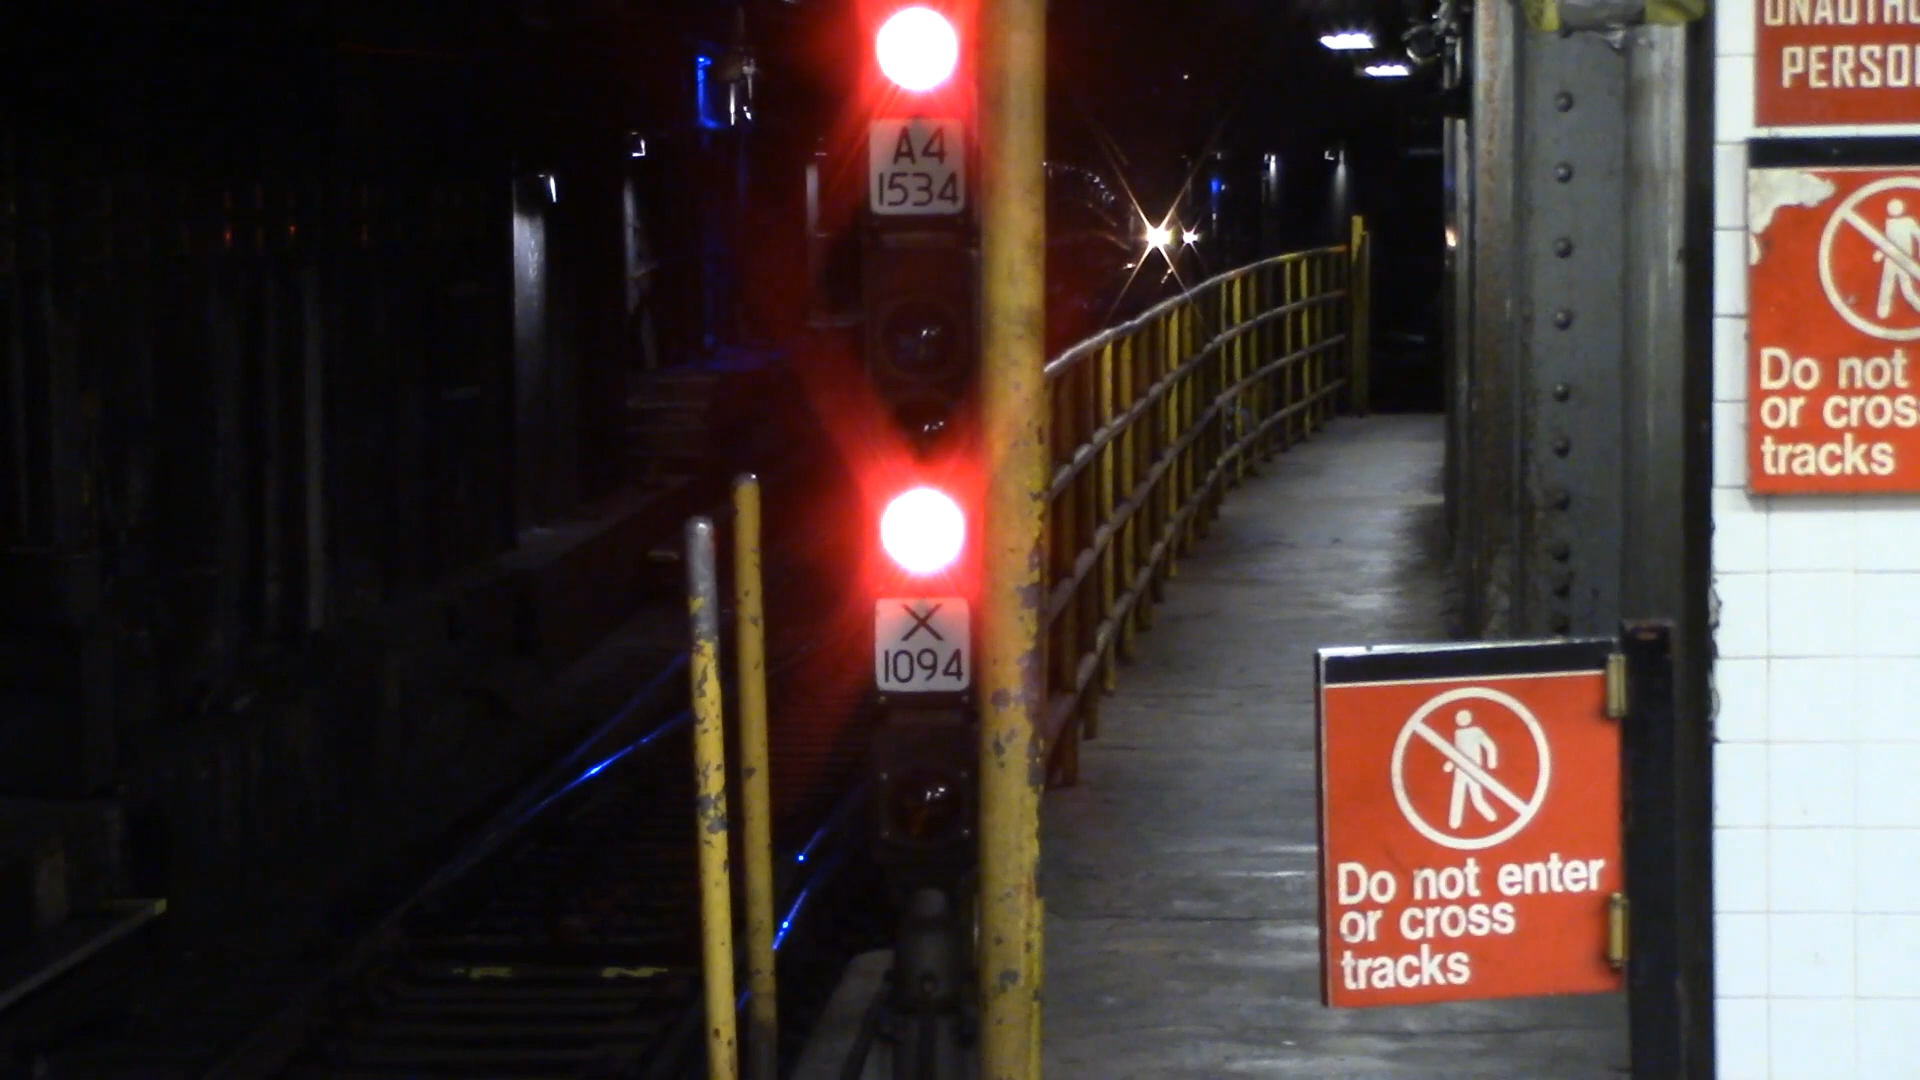 A4
1534
X
1094
PERSO
Do not
or cros
tracks
Do not enter
or cross
tracks